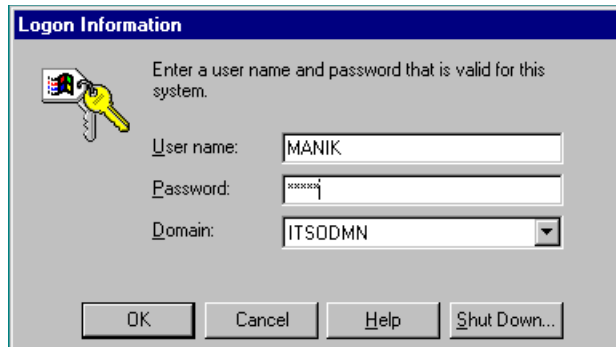 Logon Information
Enter a user name and password that is valid for this
system.
User name: MANIK
Password: *****
Domain: ITSODMN
OK Cancel Help Shut Down...